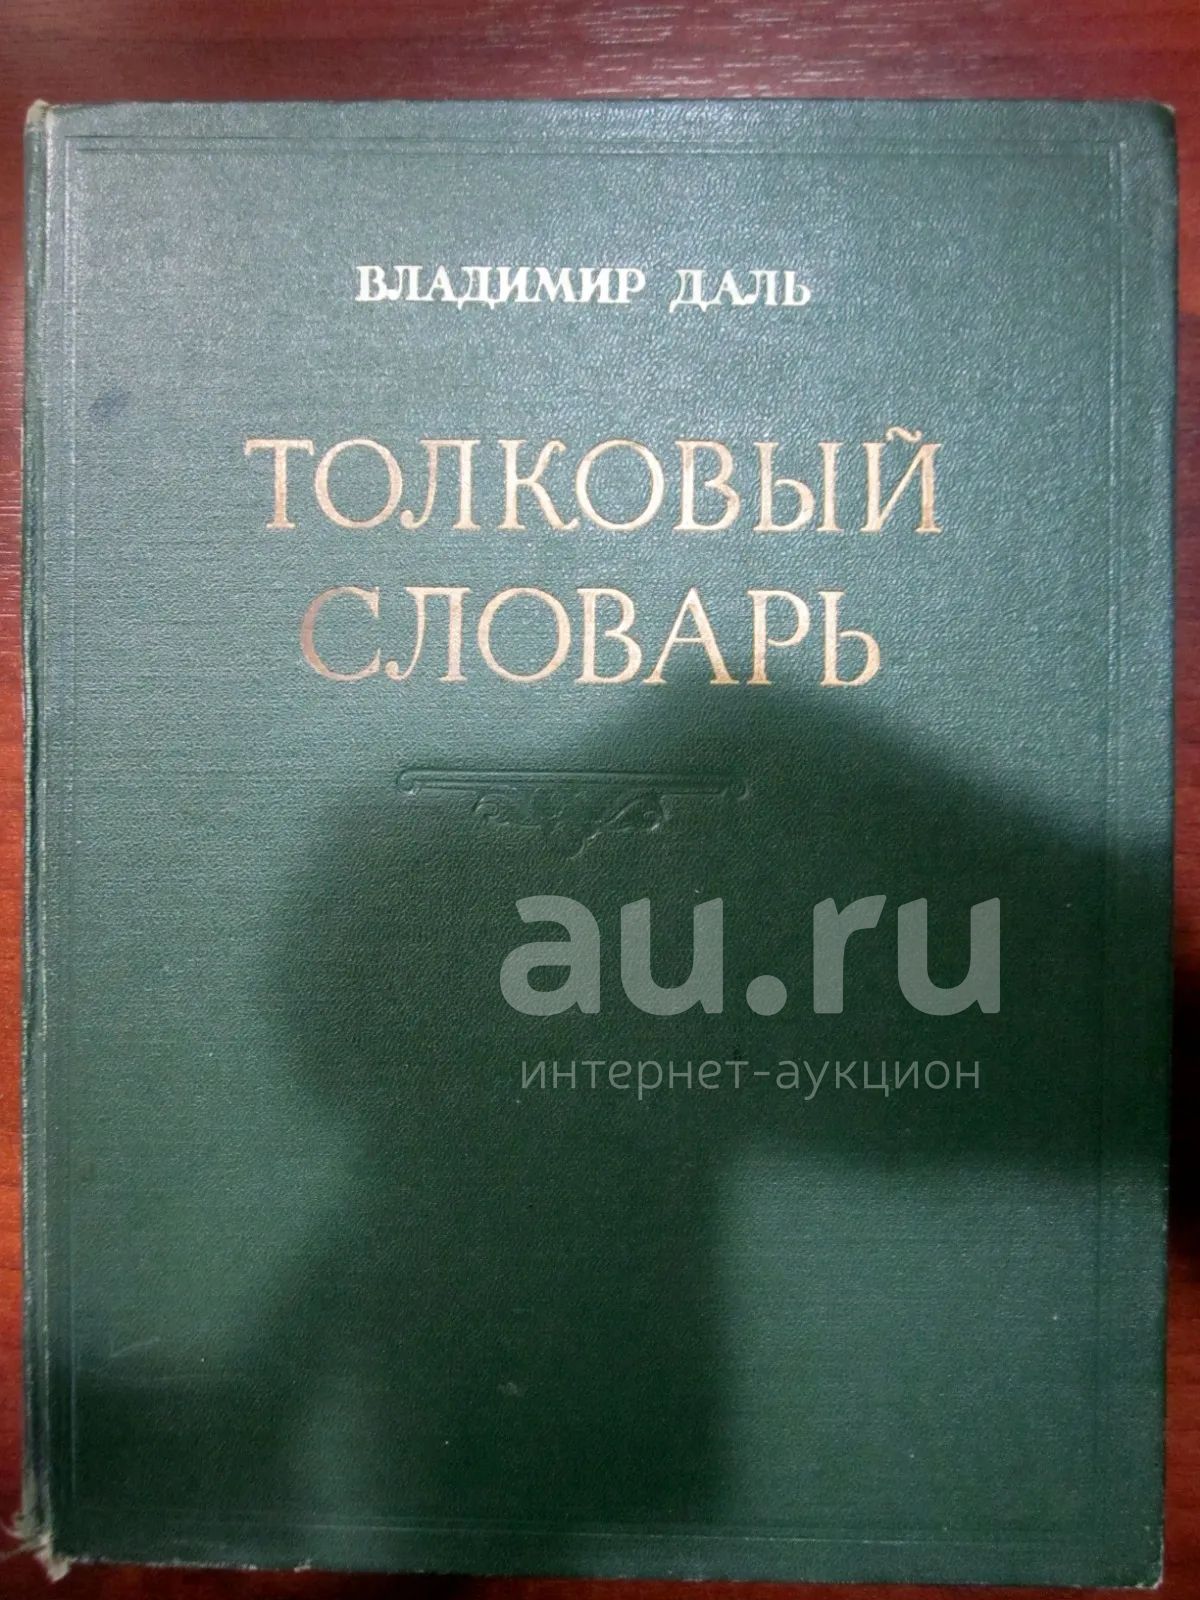 ВЛАДИМИР ДАЛЬ
ТОЛКОВЫЙ
СЛОВАРЬ
au.ru
интернет-аукцион